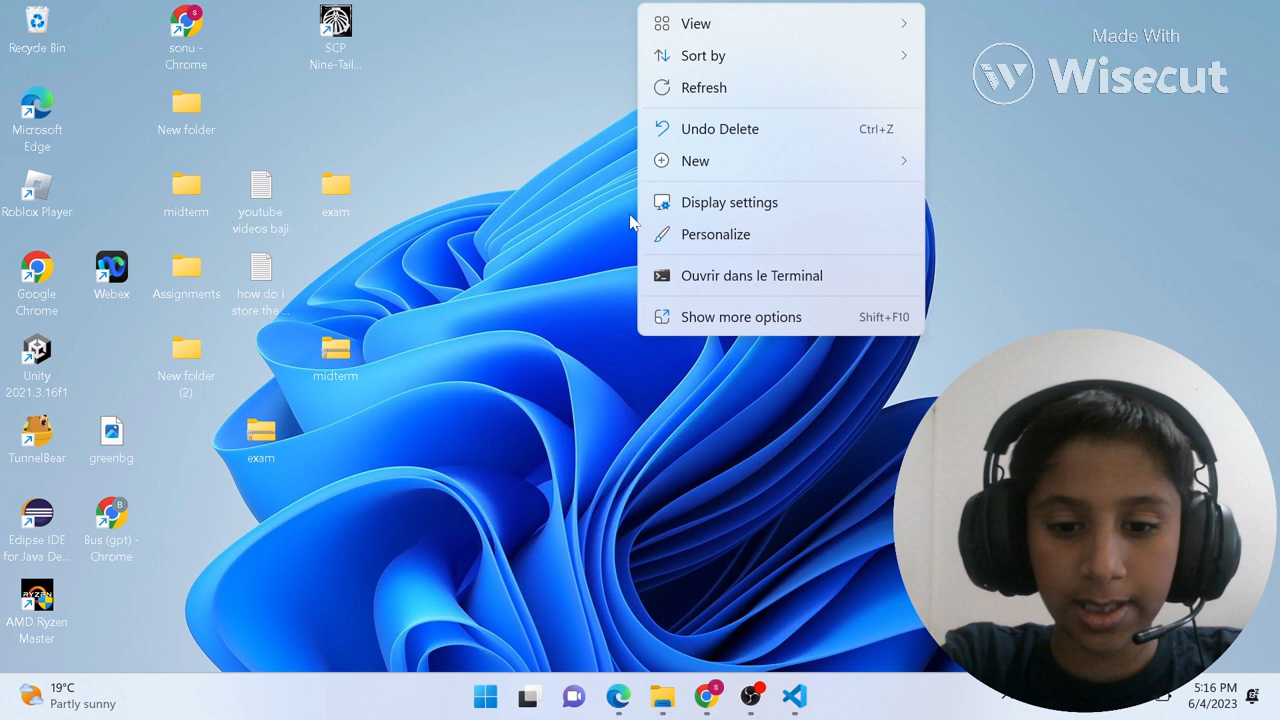 Recycle Bin
sonu -
Chrome
SCP
Nine-Tail...
Microsoft
Edge
New folder
Roblox Player
midterm
youtube
videos baji
exam
Google
Chrome
Webex
Assignments
how do I
store the ...
Unity
2021.3.16f1
New folder
(2)
midterm
TunnelBear
greenbg
exam
Eclipse IDE
for Java De...
Bus (gpt) -
Chrome
RYZEN
AMD Ryzen
Master
View
Sort by
Refresh
Undo Delete Ctrl+Z
New
Display settings
Personalize
Ouvrir dans le Terminal
Show more options Shift+F10
Made With
Wisecut
19°C
Partly sunny
5:16 PM
6/4/2023